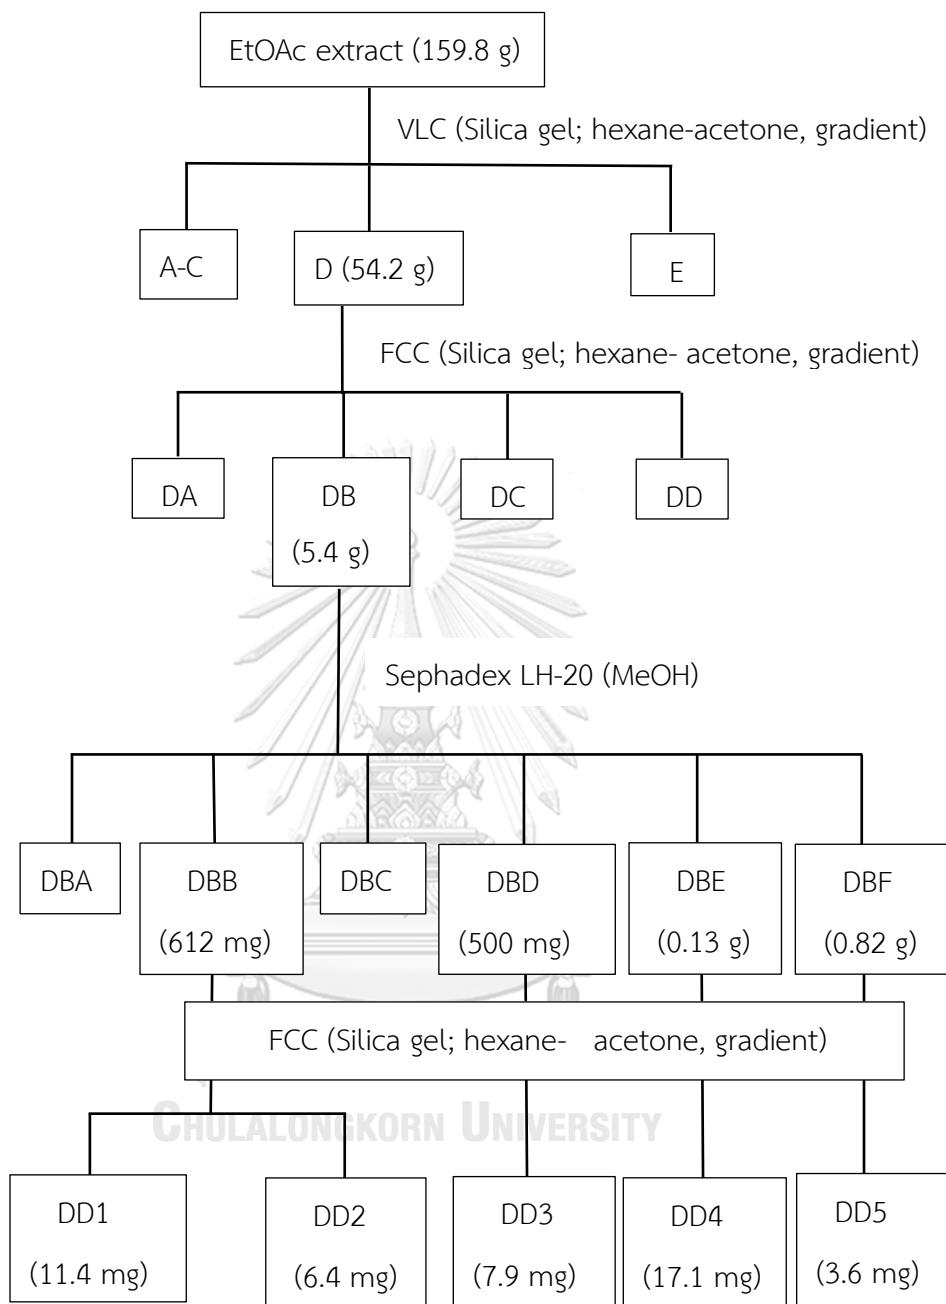 EtOAc extract (159.8 g)
VLC (Silica gel; hexane-acetone, gradient)
A-C
D (54.2 g)
E
FCC (Silica gel; hexane- acetone, gradient)
DA
DB
(5.4 g)
DC
DD
Sephadex LH-20 (MeOH)
DBA
DBB
(612 mg)
DBC
DBD
(500 mg)
DBE
(0.13 g)
DBF
(0.82 g)
FCC (Silica gel; hexane- acetone, gradient)
CHULALONGKORN UNIVERSITY
DD1
(11.4 mg)
DD2
(6.4 mg)
DD3
(7.9 mg)
DD4
(17.1 mg)
DD5
(3.6 mg)